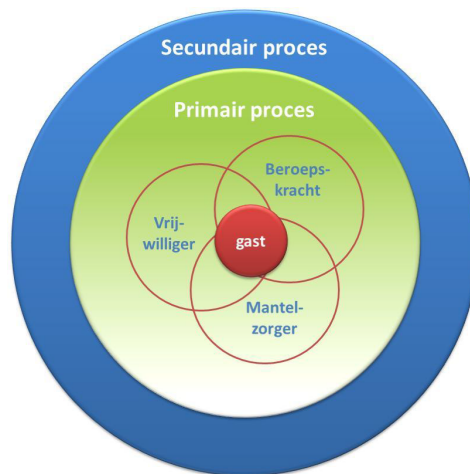 Secundair proces
Primair proces
Beroeps-
kracht
Vrij-
williger
gast
Mantel-
zorger